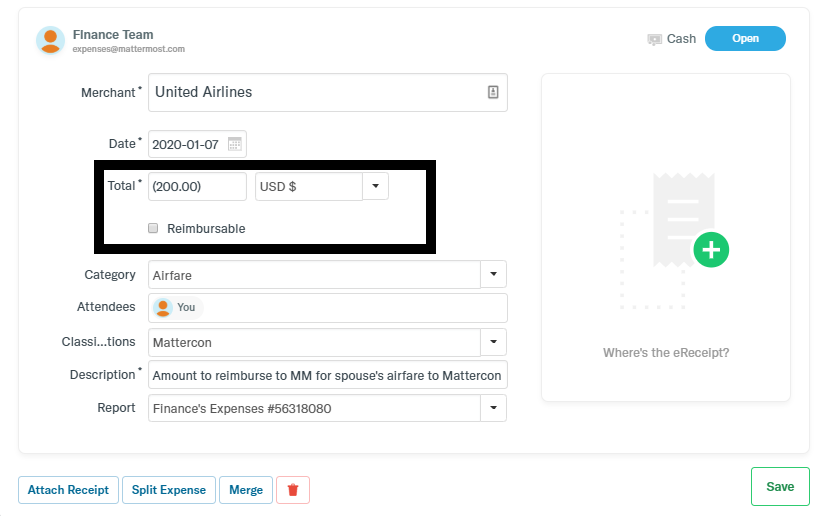 Finance Team
expenses@mattermost.com
Cash
Open
Merchant * United Airlines
Date * 2020-01-07
Total * (200.00) USD $
Reimbursable
Category Airfare
Attendees You
Classi...tions Mattercon
Description * Amount to reimburse to MM for spouse's airfare to Mattercon
Report Finance's Expenses #56318080
Where's the eReceipt?
Attach Receipt Split Expense Merge
Save